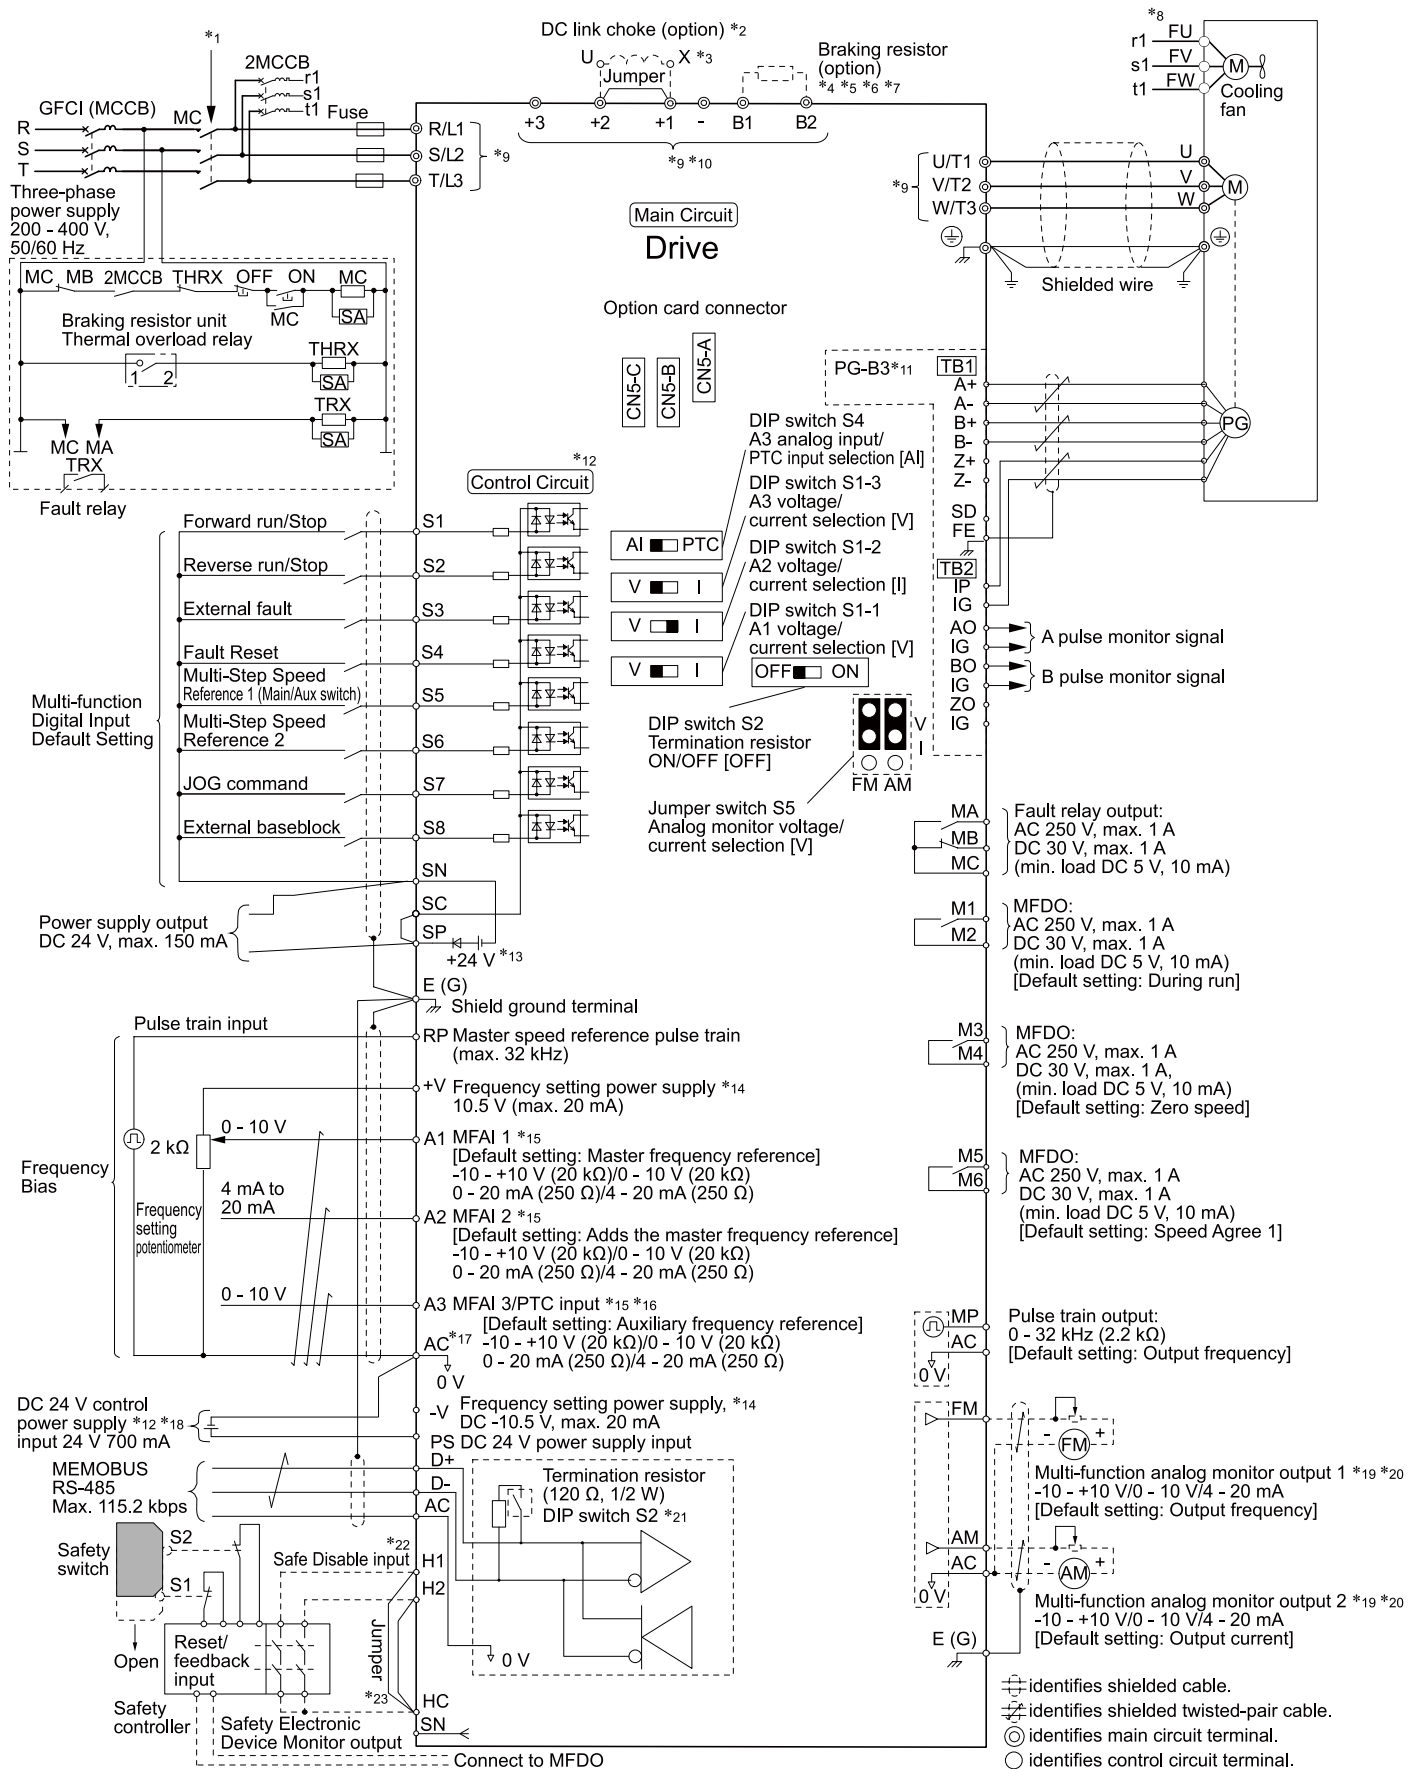 *1
DC link choke (option) *2
U
X *3
Jumper
Braking resistor
(option)
*4 *5 *6 *7
*8
r1
FU
s1
FV
t1
FW
M
Cooling
fan
2MCCB
r1
s1
t1
GFCI (MCCB)
MC
Fuse
R
S
T
R/L1
S/L2
T/L3
*9
+3
+2
+1
-
B1
B2
*9 *10
Three-phase
power supply
200 - 400 V,
50/60 Hz
Main Circuit
Drive
*9
U/T1
V/T2
W/T3
U
V
W
M
Shielded wire
MC
MB
2MCCB
THRX
OFF
ON
MC
MC
SA
Braking resistor unit
Thermal overload relay
1
2
THRX
SA
TRX
SA
MC MA
TRX
Fault relay
Option card connector
CN5-C
CN5-B
CN5-A
PG-B3*11
TB1
A+
A-
B+
B-
Z+
Z-
SD
FE
PG
TB2
IP
IG
AO
IG
BO
IG
ZO
IG
A pulse monitor signal
B pulse monitor signal
*12
Control Circuit
DIP switch S4
A3 analog input/
PTC input selection [AI]
DIP switch S1-3
A3 voltage/
current selection [V]
DIP switch S1-2
A2 voltage/
current selection [I]
DIP switch S1-1
A1 voltage/
current selection [V]
AI
PTC
V
I
V
I
V
I
OFF
ON
DIP switch S2
Termination resistor
ON/OFF [OFF]
V
I
FM AM
Jumper switch S5
Analog monitor voltage/
current selection [V]
Multi-function
Digital Input
Default Setting
Forward run/Stop
S1
Reverse run/Stop
S2
External fault
S3
Fault Reset
S4
Multi-Step Speed
Reference 1 (Main/Aux switch)
S5
Multi-Step Speed
Reference 2
S6
JOG command
S7
External baseblock
S8
SN
SC
SP
Power supply output
DC 24 V, max. 150 mA
+24 V *13
E (G)
Shield ground terminal
MA
MB
MC
Fault relay output:
AC 250 V, max. 1 A
DC 30 V, max. 1 A
(min. load DC 5 V, 10 mA)
M1
M2
MFDO:
AC 250 V, max. 1 A
DC 30 V, max. 1 A
(min. load DC 5 V, 10 mA)
[Default setting: During run]
M3
M4
MFDO:
AC 250 V, max. 1 A
DC 30 V, max. 1 A,
(min. load DC 5 V, 10 mA)
[Default setting: Zero speed]
M5
M6
MFDO:
AC 250 V, max. 1 A
DC 30 V, max. 1 A
(min. load DC 5 V, 10 mA)
[Default setting: Speed Agree 1]
Pulse train input
RP Master speed reference pulse train
(max. 32 kHz)
+V Frequency setting power supply *14
10.5 V (max. 20 mA)
Frequency
Bias
2 kΩ
0 - 10 V
A1 MFAI 1 *15
[Default setting: Master frequency reference]
-10 - +10 V (20 kΩ)/0 - 10 V (20 kΩ)
0 - 20 mA (250 Ω)/4 - 20 mA (250 Ω)
Frequency
setting
potentiometer
4 mA to
20 mA
A2 MFAI 2 *15
[Default setting: Adds the master frequency reference]
-10 - +10 V (20 kΩ)/0 - 10 V (20 kΩ)
0 - 20 mA (250 Ω)/4 - 20 mA (250 Ω)
0 - 10 V
A3 MFAI 3/PTC input *15 *16
[Default setting: Auxiliary frequency reference]
-10 - +10 V (20 kΩ)/0 - 10 V (20 kΩ)
0 - 20 mA (250 Ω)/4 - 20 mA (250 Ω)
AC *17
0 V
MP
AC
0 V
Pulse train output:
0 - 32 kHz (2.2 kΩ)
[Default setting: Output frequency]
-V Frequency setting power supply, *14
DC -10.5 V, max. 20 mA
DC 24 V control
power supply *12 *18
input 24 V 700 mA
PS DC 24 V power supply input
MEMOBUS
RS-485
Max. 115.2 kbps
D+
D-
AC
Termination resistor
(120 Ω, 1/2 W)
DIP switch S2 *21
0 V
FM
-
+
FM
Multi-function analog monitor output 1 *19 *20
-10 - +10 V/0 - 10 V/4 - 20 mA
[Default setting: Output frequency]
AM
AC
0 V
-
+
AM
Multi-function analog monitor output 2 *19 *20
-10 - +10 V/0 - 10 V/4 - 20 mA
[Default setting: Output current]
E (G)
Safety
switch
S2
S1
Open
*22
Safe Disable input
H1
H2
Jumper
*23
HC
SN
Reset/
feedback
input
Safety
controller
Safety Electronic
Device Monitor output
Connect to MFDO
identifies shielded cable.
identifies shielded twisted-pair cable.
identifies main circuit terminal.
identifies control circuit terminal.